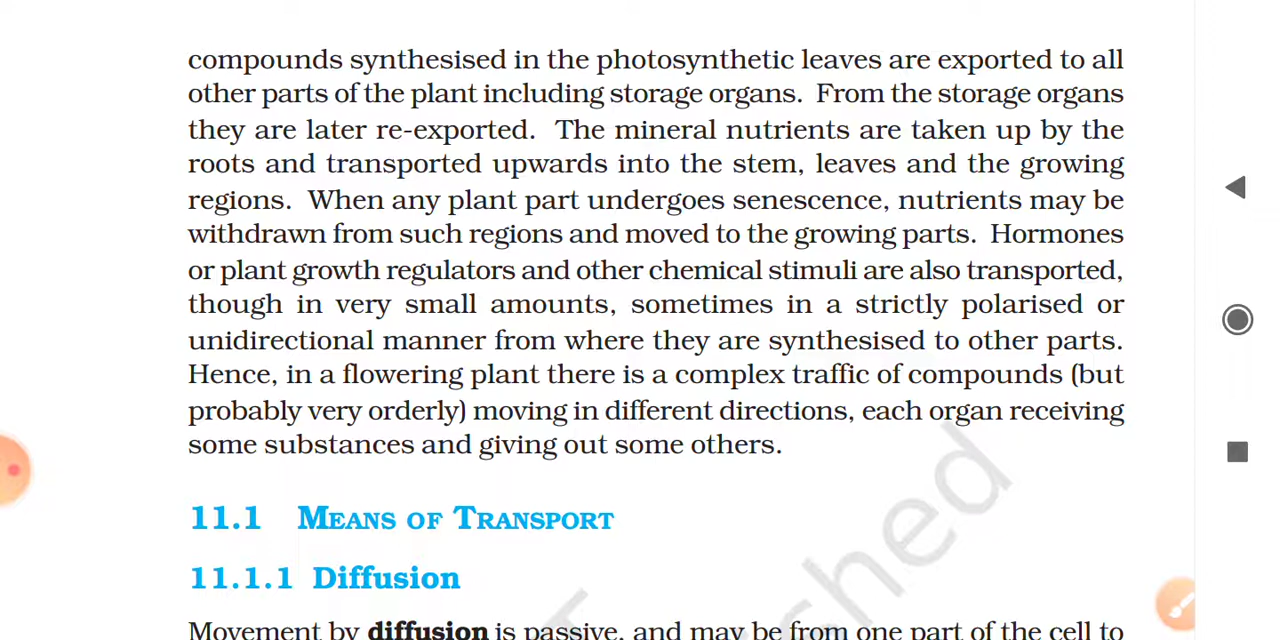 compounds synthesised in the photosynthetic leaves are exported to all
other parts of the plant including storage organs. From the storage organs
they are later re-exported. The mineral nutrients are taken up by the
roots and transported upwards into the stem, leaves and the growing
regions. When any plant part undergoes senescence, nutrients may be
withdrawn from such regions and moved to the growing parts. Hormones
or plant growth regulators and other chemical stimuli are also transported,
though in very small amounts, sometimes in a strictly polarised or
unidirectional manner from where they are synthesised to other parts.
Hence, in a flowering plant there is a complex traffic of compounds (but
probably very orderly) moving in different directions, each organ receiving
some substances and giving out some others.
11.1 MEANS OF TRANSPORT
11.1.1 Diffusion
Movement by diffusion is passive, and may be from one part of the cell to